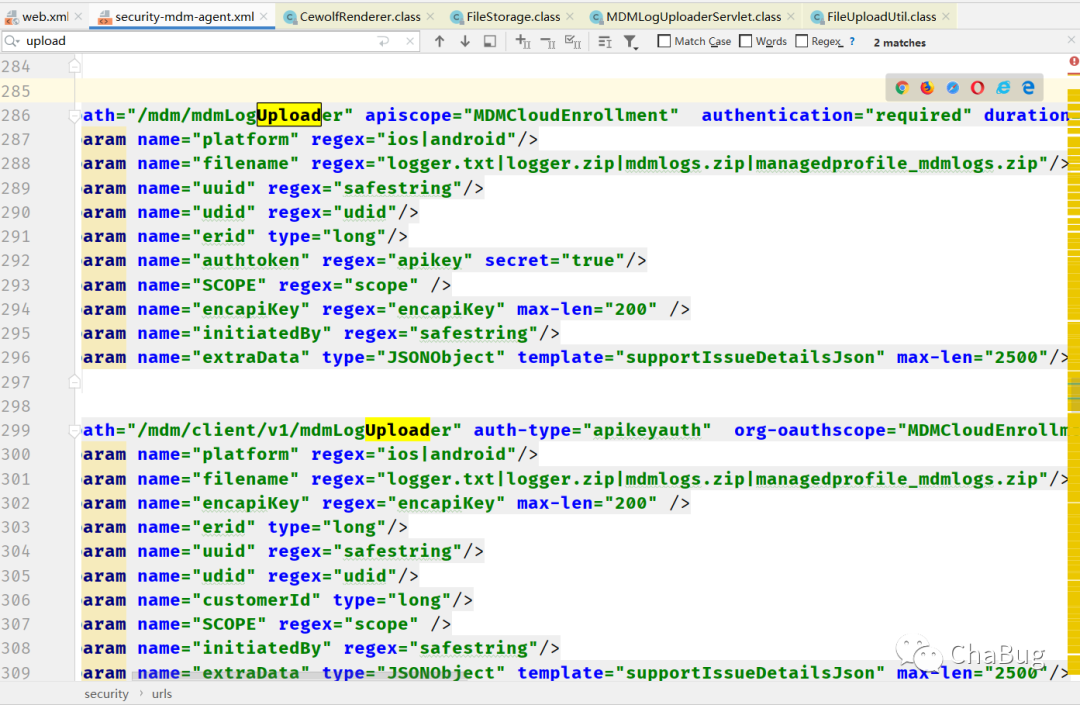 web.xml security-mdm-agent.xml CewolfRenderer.class FileStorage.class MDMLogUploaderServlet.class FileUploadUtil.class
upload Match Case Words Regex ? 2 matches
284
285
286 ath="/mdm/mdmLogUploader" apiscope="MDMCloudEnrollment" authentication="required" duration
287 aram name="platform" regex="ios|android"/>
288 aram name="filename" regex="logger.txt|logger.zip|mdmlogs.zip|managedprofile_mdmlogs.zip"/>
289 aram name="uuid" regex="safestring"/>
290 aram name="udid" regex="udid"/>
291 aram name="erid" type="long"/>
292 aram name="authtoken" regex="apikey" secret="true"/>
293 aram name="SCOPE" regex="scope" />
294 aram name="encapiKey" regex="encapiKey" max-len="200" />
295 aram name="initiatedBy" regex="safestring"/>
296 aram name="extraData" type="JSONObject" template="supportIssueDetailsJson" max-len="2500"/>
297
298
299 ath="/mdm/client/v1/mdmLogUploader" auth-type="apikeyauth" org-oauthscope="MDMCloudEnrollm
300 aram name="platform" regex="ios|android"/>
301 aram name="filename" regex="logger.txt|logger.zip|mdmlogs.zip|managedprofile_mdmlogs.zip"/>
302 aram name="encapiKey" regex="encapiKey" max-len="200" />
303 aram name="erid" type="long"/>
304 aram name="uuid" regex="safestring"/>
305 aram name="udid" regex="udid"/>
306 aram name="customerId" type="long"/>
307 aram name="SCOPE" regex="scope" />
308 aram name="initiatedBy" regex="safestring"/>
309 aram name="extraData" type="JSONObject" template="supportIssueDetailsJson" max-len="2500"/>
ChaBug
security › urls